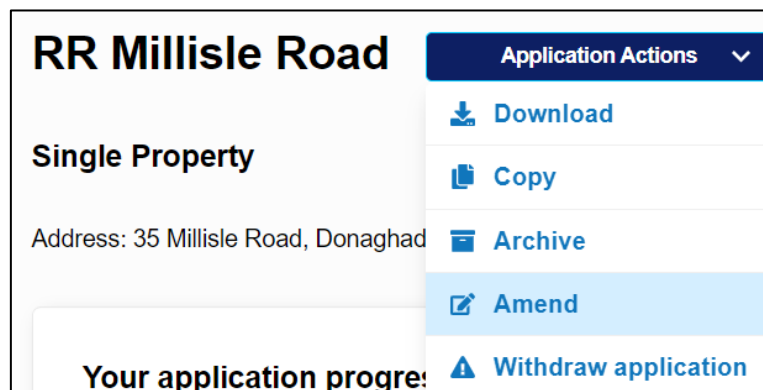 RR Millisle Road
Application Actions
Download
Single Property
Copy
Address: 35 Millisle Road, Donaghad
Archive
Amend
Your application progres
Withdraw application